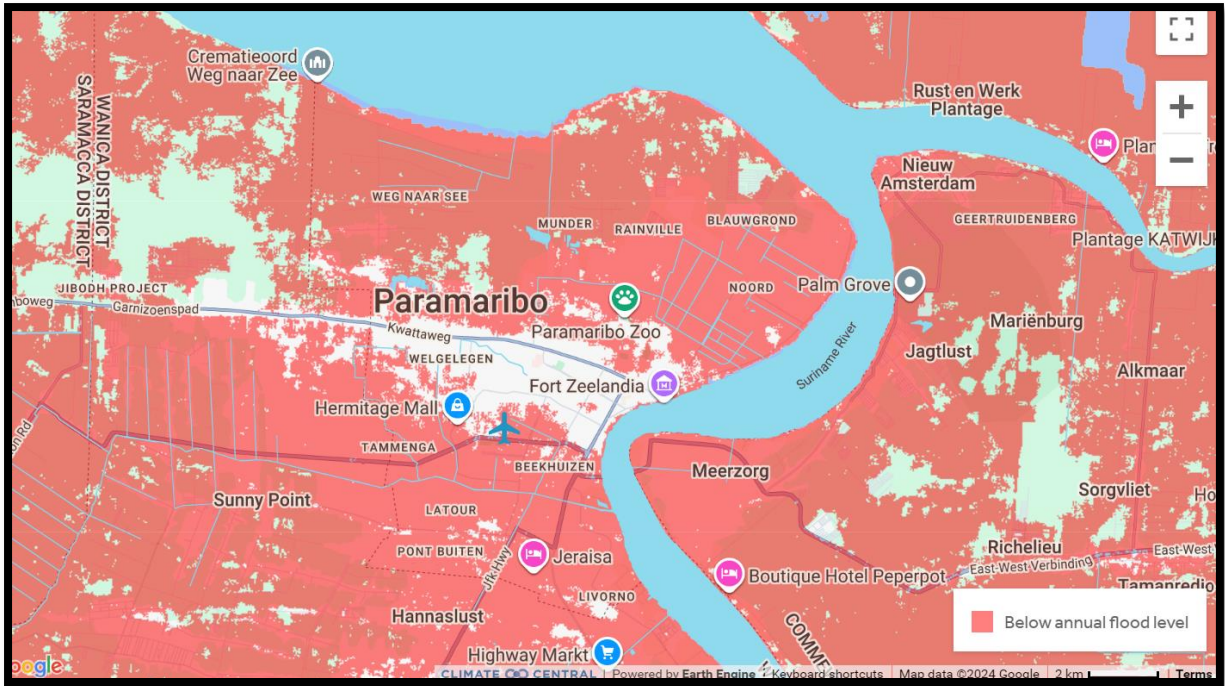 Crematieoord
Weg naar Zee
WANICA DISTRICT
SARAMACCA DISTRICT
Rust en Werk
Plantage
Nieuw
Amsterdam
WEG NAAR SEE
MUNDER
RAINVILLE
BLAUWGROND
GEERTRUIDENBERG
Plantage KATWIJK
JIBODH PROJECT
Garnizoenspad
Paramaribo
NOORD
Palm Grove
Kwattaweg
Paramaribo Zoo
Mariënburg
WELGELEGEN
Suriname River
Jagtlust
Alkmaar
Fort Zeelandia
Hermitage Mall
TAMMENGA
BEEKHUIZEN
Meerzorg
Sunny Point
Sorgvliet
LATOUR
PONT BUITEN
Jfk Hwy
Jeraisa
Richelieu
East-West Verbinding
East-West
Boutique Hotel Peperpot
Tamanredjo
LIVORNO
Hannaslust
Below annual flood level
Highway Markt
CLIMATE CENTRAL
Powered by Earth Engine
Keyboard shortcuts
Map data ©2024 Google
2 km
Terms